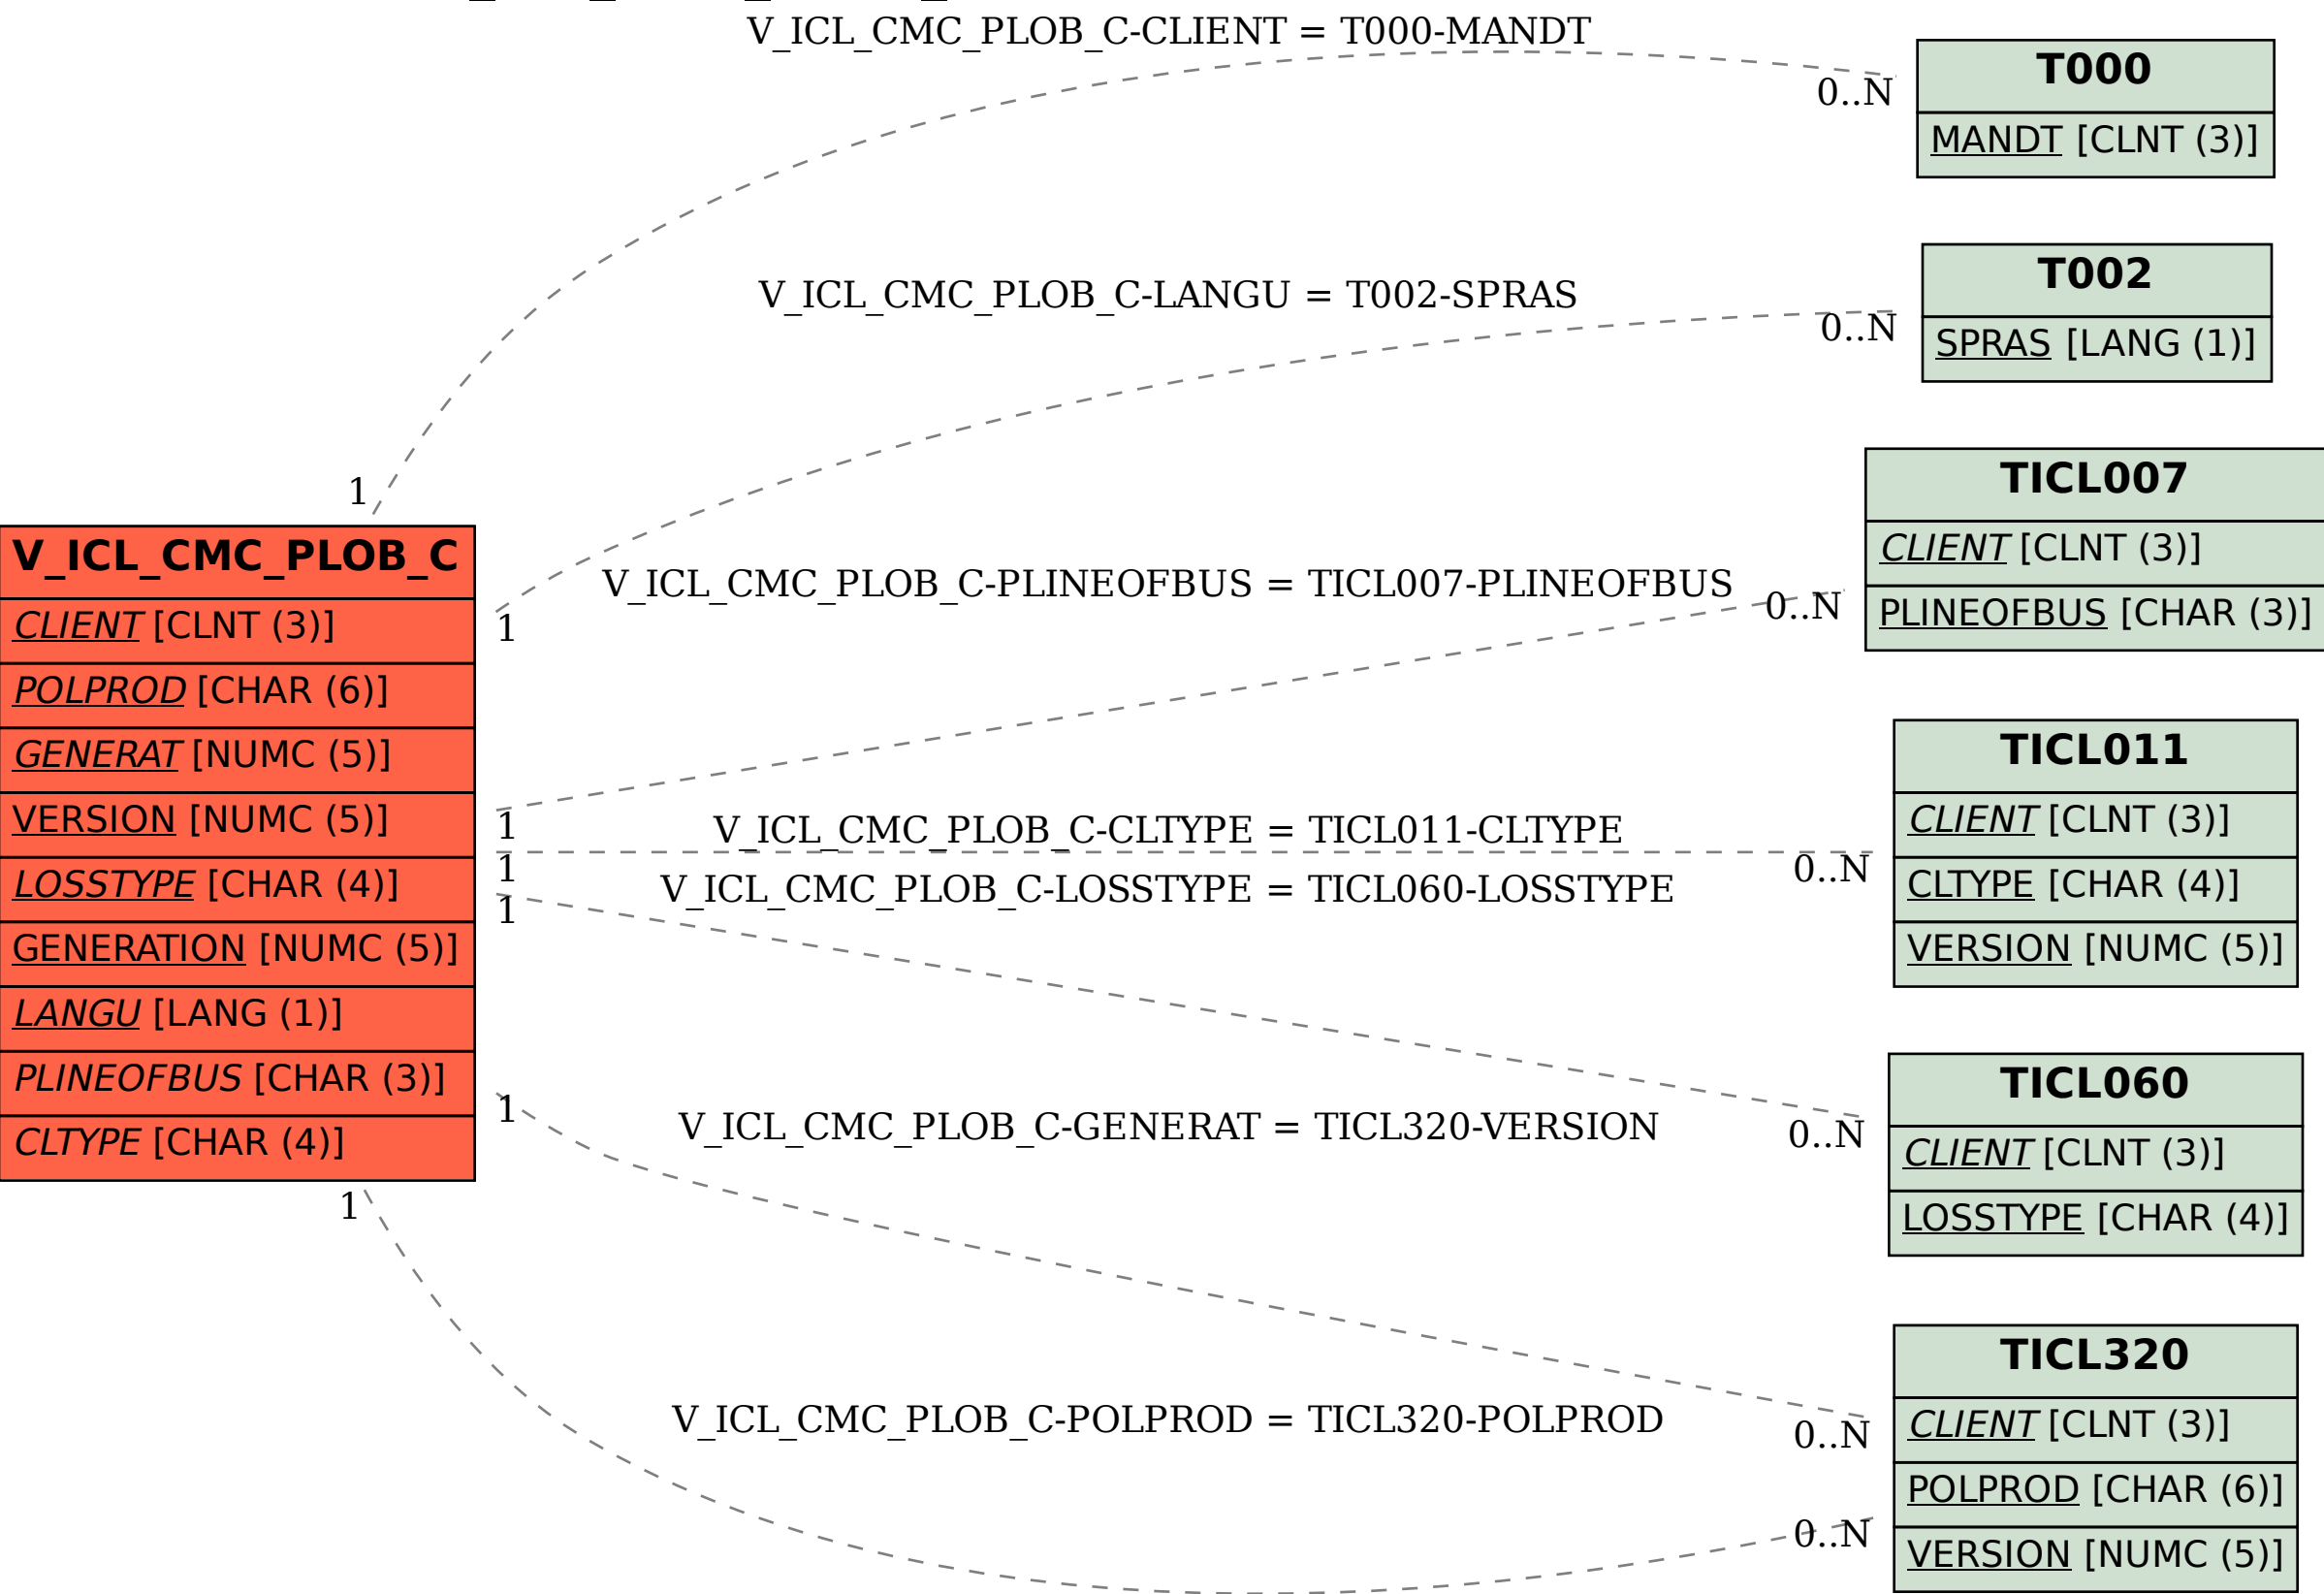 V_ICL_CMC_PLOB_C-CLIENT = T000-MANDT
0..N
1
T000
MANDT [CLNT (3)]
V_ICL_CMC_PLOB_C-LANGU = T002-SPRAS
0..N
1
T002
SPRAS [LANG (1)]
V_ICL_CMC_PLOB_C-PLINEOFBUS = TICL007-PLINEOFBUS
0..N
1
TICL007
CLIENT [CLNT (3)]
PLINEOFBUS [CHAR (3)]
V_ICL_CMC_PLOB_C
CLIENT [CLNT (3)]
POLPROD [CHAR (6)]
GENERAT [NUMC (5)]
VERSION [NUMC (5)]
LOSSTYPE [CHAR (4)]
GENERATION [NUMC (5)]
LANGU [LANG (1)]
PLINEOFBUS [CHAR (3)]
CLTYPE [CHAR (4)]
V_ICL_CMC_PLOB_C-CLTYPE = TICL011-CLTYPE
0..N
1
TICL011
CLIENT [CLNT (3)]
CLTYPE [CHAR (4)]
VERSION [NUMC (5)]
V_ICL_CMC_PLOB_C-LOSSTYPE = TICL060-LOSSTYPE
0..N
1
TICL060
CLIENT [CLNT (3)]
LOSSTYPE [CHAR (4)]
V_ICL_CMC_PLOB_C-GENERAT = TICL320-VERSION
0..N
1
V_ICL_CMC_PLOB_C-POLPROD = TICL320-POLPROD
0..N
1
TICL320
CLIENT [CLNT (3)]
POLPROD [CHAR (6)]
VERSION [NUMC (5)]